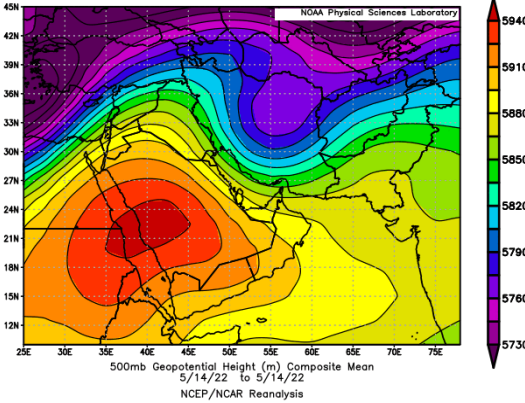 NOAA Physical Sciences Laboratory
45N
42N
39N
36N
33N
30N
27N
24N
21N
18N
15N
12N
25E 30E 35E 40E 45E 50E 55E 60E 65E 70E 75E
5940
5910
5880
5850
5820
5790
5760
5730
500mb Geopotential Height (m) Composite Mean
5/14/22 to 5/14/22
NCEP/NCAR Reanalysis